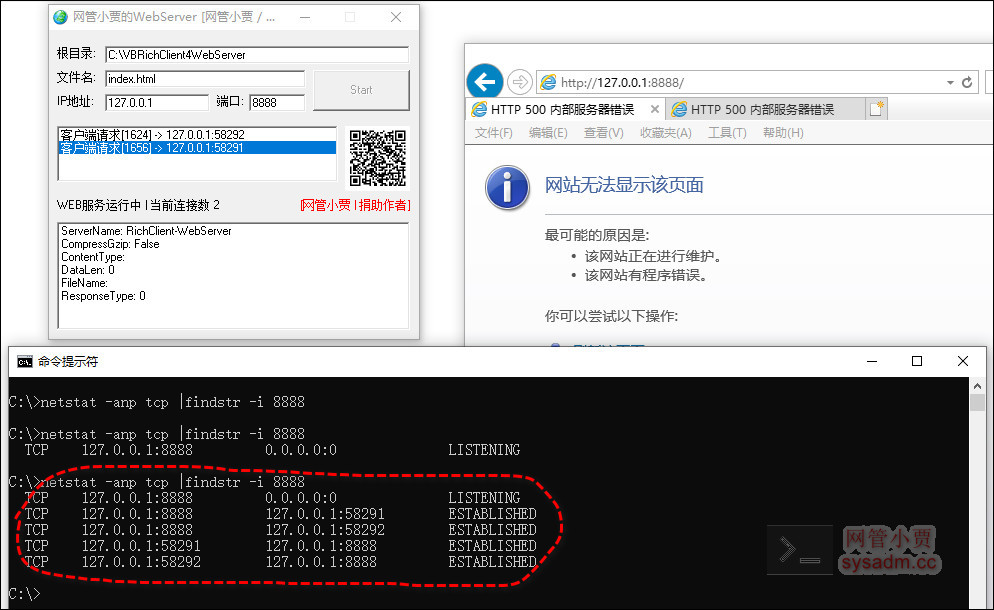 网管小贾的WebServer [网管小贾 / ...
根目录: C:\VBRichClient4WebServer
文件名: index.html
IP地址: 127.0.0.1 端口: 8888
Start
客户端请求[1624] -> 127.0.0.1:58292
客户端请求[1656] -> 127.0.0.1:58291
WEB服务运行中 | 当前连接数 2
[网管小贾 | 捐助作者]
ServerName: RichClient-WebServer
CompressGzip: False
ContentType:
DataLen: 0
FileName:
ResponseType: 0
http://127.0.0.1:8888/
HTTP 500 内部服务器错误
HTTP 500 内部服务器错误
文件(F) 编辑(E) 查看(V) 收藏夹(A) 工具(T) 帮助(H)
网站无法显示该页面
最可能的原因是:
• 该网站正在进行维护。
• 该网站有程序错误。
你可以尝试以下操作:
命令提示符
C:\>netstat -anp tcp |findstr -i 8888
C:\>netstat -anp tcp |findstr -i 8888
TCP 127.0.0.1:8888 0.0.0.0:0 LISTENING
C:\>netstat -anp tcp |findstr -i 8888
TCP 127.0.0.1:8888 0.0.0.0:0 LISTENING
TCP 127.0.0.1:8888 127.0.0.1:58291 ESTABLISHED
TCP 127.0.0.1:8888 127.0.0.1:58292 ESTABLISHED
TCP 127.0.0.1:58291 127.0.0.1:8888 ESTABLISHED
TCP 127.0.0.1:58292 127.0.0.1:8888 ESTABLISHED
C:\>
网管小贾
sysadm.cc